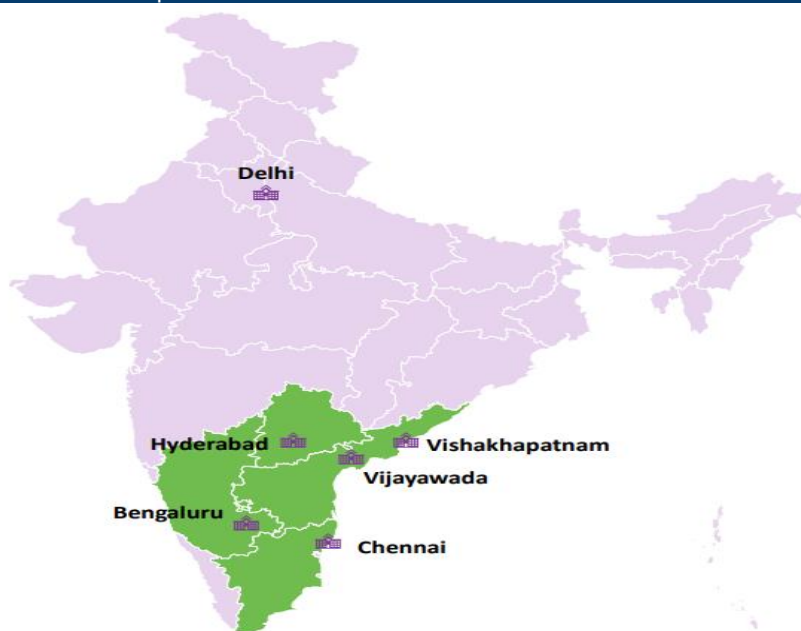 Delhi
Hyderabad
Vishakhapatnam
Vijayawada
Bengaluru
Chennai